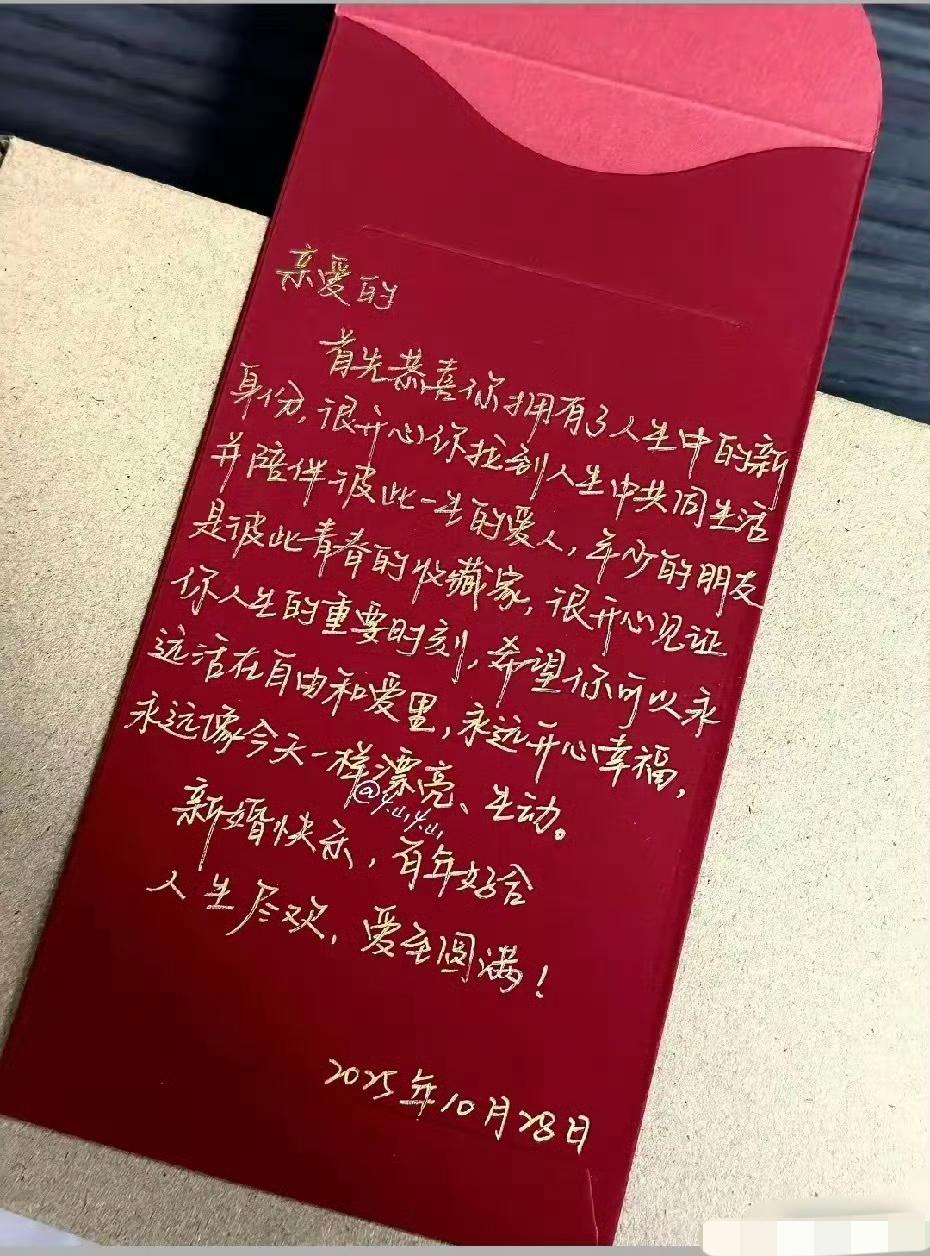 亲爱的
首先恭喜你拥有了人生中的新
身份，很开心你找到人生中共同生活
并陪伴彼此一生的爱人，年少的朋友
是彼此青春的收藏家，很开心见证
你人生的重要时刻，希望你可以永
远活在自由和爱里，永远开心幸福，
永远像今天一样漂亮、生动。
新婚快乐，百年好合
人生尽欢，爱至圆满！
2025年10月28日